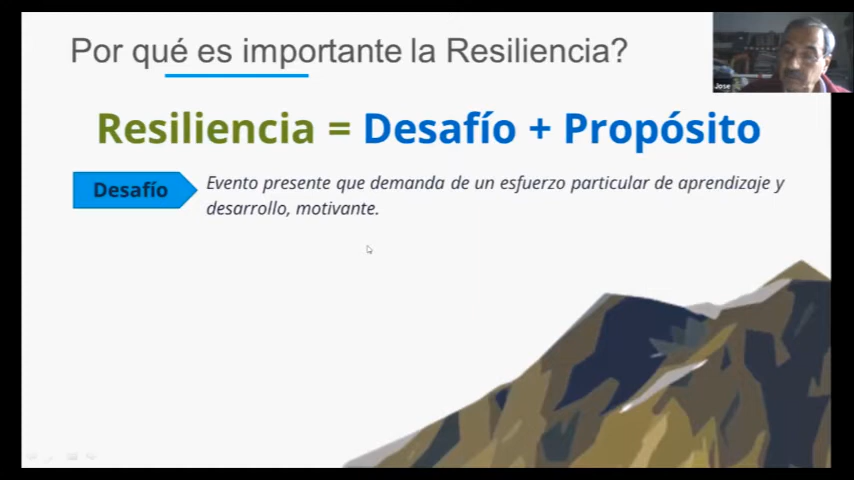 Por qué es importante la Resiliencia?
Jose
Resiliencia = Desafío + Propósito
Desafío
Evento presente que demanda de un esfuerzo particular de aprendizaje y
desarrollo, motivante.